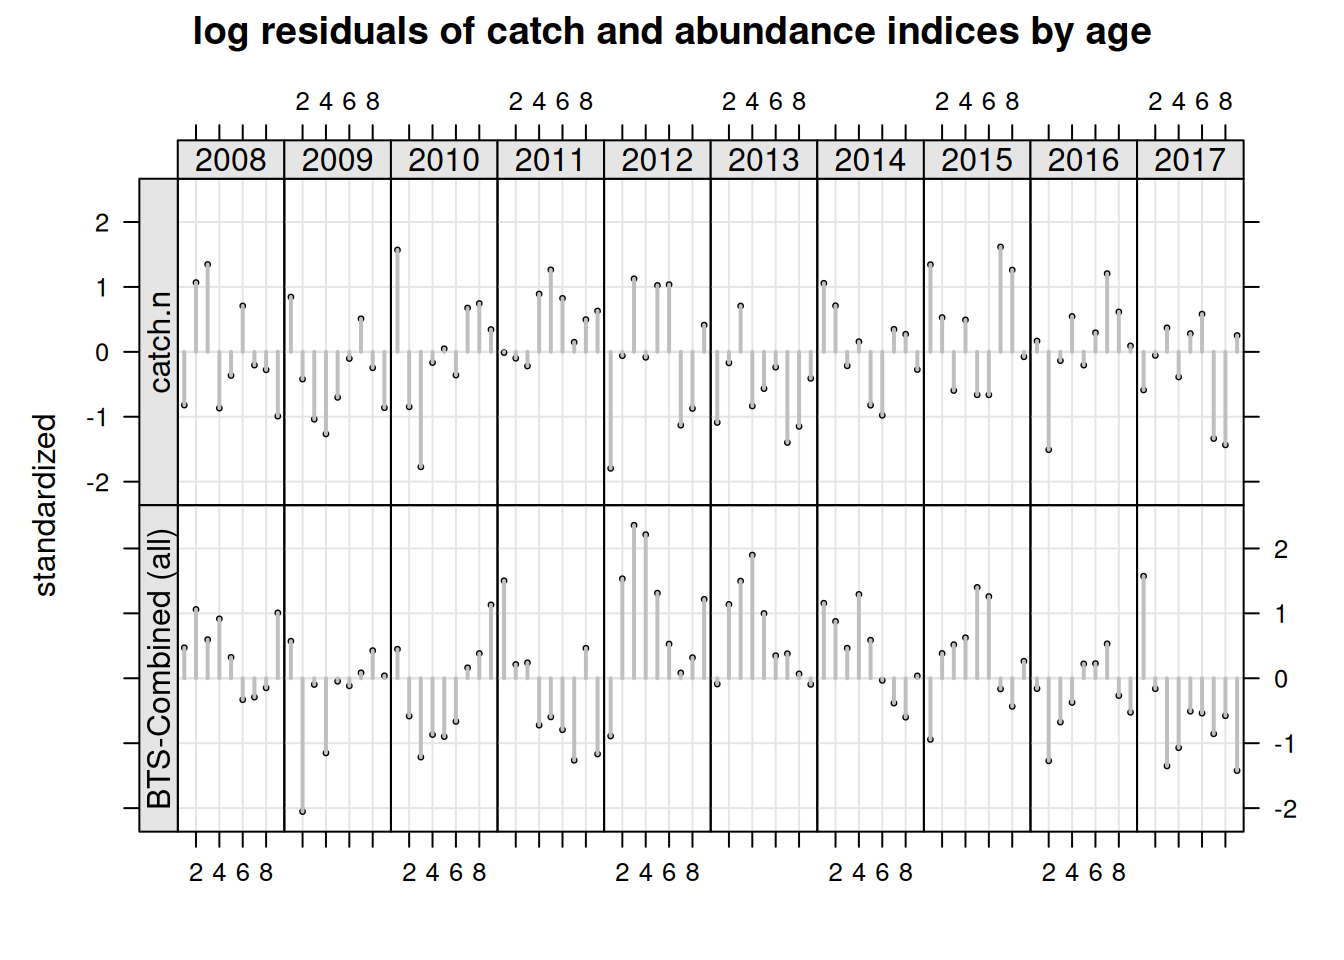 log residuals of catch and abundance indices by age
2 4 6 8 2 4 6 8 2 4 6 8 2 4 6 8 2 4 6 8
2008 2009 2010 2011 2012 2013 2014 2015 2016 2017
catch.n
2
1
0
-1
-2
standardized
BTS-Combined (all)
2
1
0
-1
-2
2 4 6 8 2 4 6 8 2 4 6 8 2 4 6 8 2 4 6 8